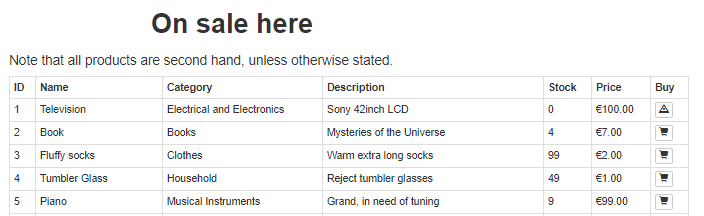 On sale here
Note that all products are second hand, unless otherwise stated.
ID Name Category Description Stock Price Buy
1 Television Electrical and Electronics Sony 42inch LCD 0 €100.00
2 Book Books Mysteries of the Universe 4 €7.00
3 Fluffy socks Clothes Warm extra long socks 99 €2.00
4 Tumbler Glass Household Reject tumbler glasses 49 €1.00
5 Piano Musical Instruments Grand, in need of tuning 9 €99.00